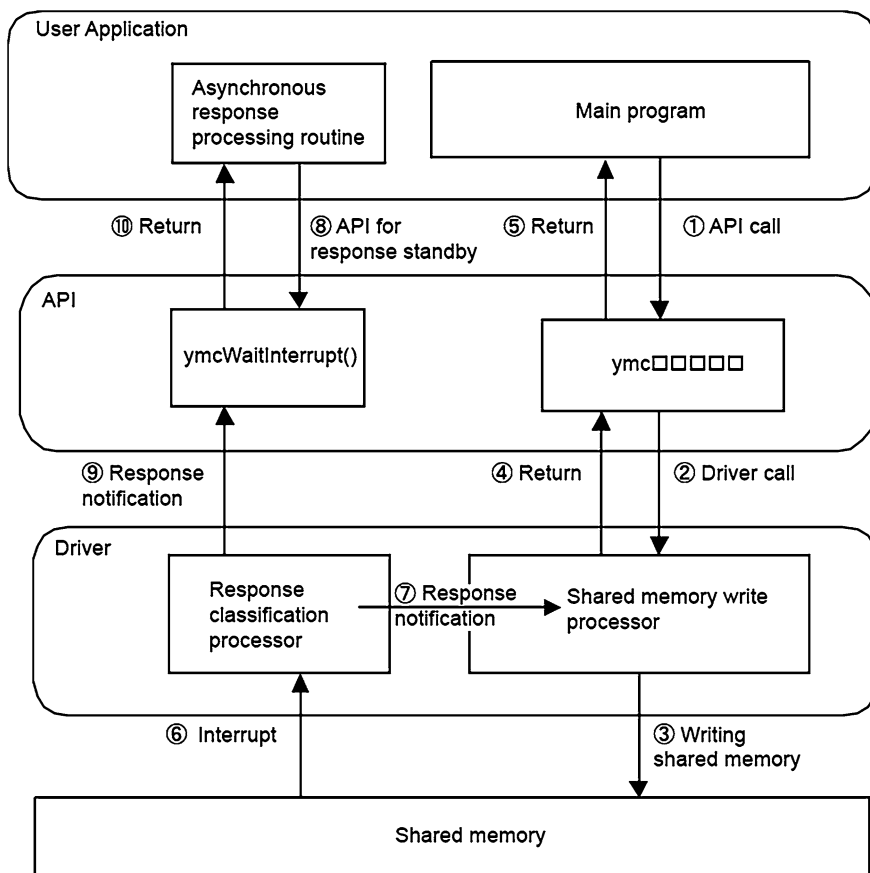 User Application
Asynchronous
response
processing routine
Main program
⑩ Return
⑧ API for
response standby
⑤ Return
① API call
API
ymcWaitInterrupt()
ymc□□□□□
⑨ Response
notification
④ Return
② Driver call
Driver
Response
classification
processor
⑦ Response
notification
Shared memory write
processor
⑥ Interrupt
③ Writing
shared memory
Shared memory